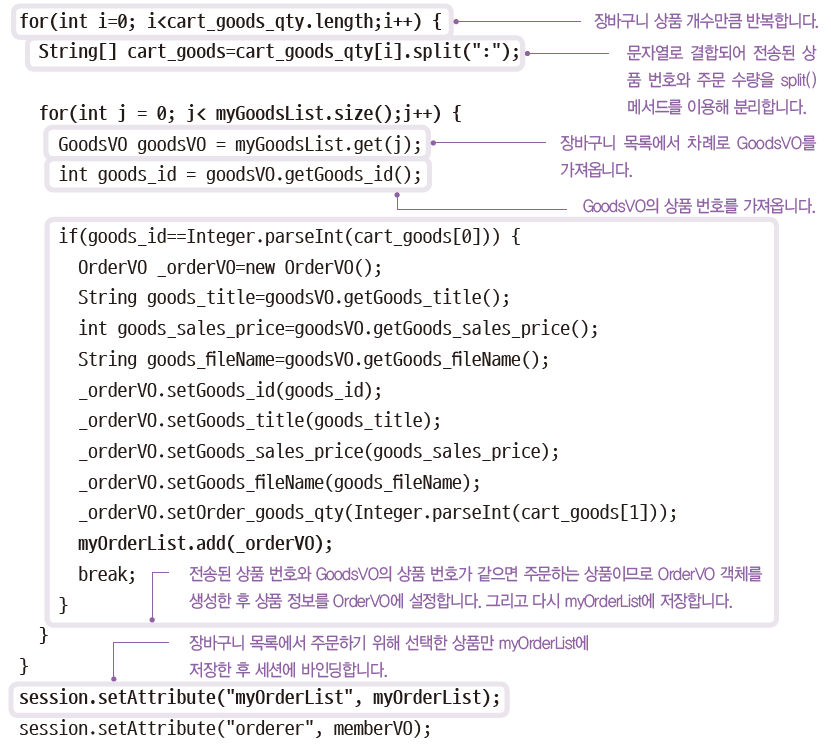 for(int i=0; i<cart_goods_qty.length;i++) {
장바구니 상품 개수만큼 반복합니다.
String[] cart_goods=cart_goods_qty[i].split(":");
문자열로 결합되어 전송된 상
품 번호와 주문 수량을 split()
메서드를 이용해 분리합니다.
for(int j = 0; j< myGoodsList.size();j++) {
GoodsVO goodsVO = myGoodsList.get(j);
장바구니 목록에서 차례로 GoodsVO를
가져옵니다.
int goods_id = goodsVO.getGoods_id();
GoodsVO의 상품 번호를 가져옵니다.
if(goods_id==Integer.parseInt(cart_goods[0])) {
OrderVO _orderVO=new OrderVO();
String goods_title=goodsVO.getGoods_title();
int goods_sales_price=goodsVO.getGoods_sales_price();
String goods_fileName=goodsVO.getGoods_fileName();
_orderVO.setGoods_id(goods_id);
_orderVO.setGoods_title(goods_title);
_orderVO.setGoods_sales_price(goods_sales_price);
_orderVO.setGoods_fileName(goods_fileName);
_orderVO.setOrder_goods_qty(Integer.parseInt(cart_goods[1]));
myOrderList.add(_orderVO);
break;
전송된 상품 번호와 GoodsVO의 상품 번호가 같으면 주문하는 상품이므로 OrderVO 객체를
생성한 후 상품 정보를 OrderVO에 설정합니다. 그리고 다시 myOrderList에 저장합니다.
}
}
장바구니 목록에서 주문하기 위해 선택한 상품만 myOrderList에
저장한 후 세션에 바인딩합니다.
}
session.setAttribute("myOrderList", myOrderList);
session.setAttribute("orderer", memberVO);